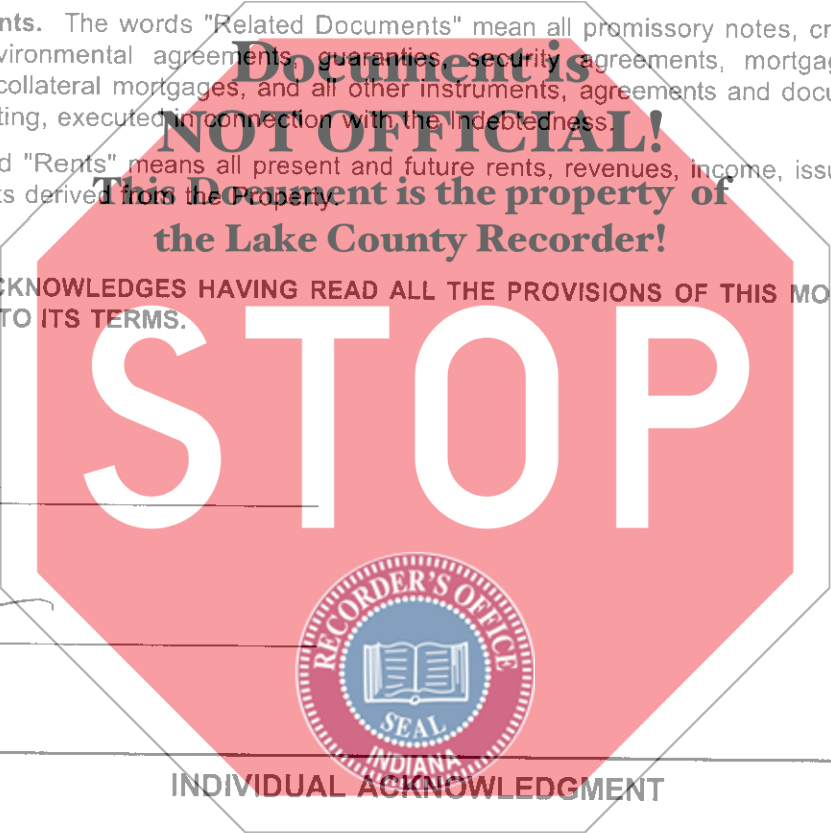 nts. The words "Related Documents" mean all promissory notes, cr
vironmental agreements, guaranties, security agreements, mortgag
collateral mortgages, and all other instruments, agreements and docu
ting, executed in connection with the Indebtedness.
d "Rents" means all present and future rents, revenues, income, issu
ts derived from the Property.
Document is
NOT OFFICIAL!
This Document is the property of
the Lake County Recorder!
CKNOWLEDGES HAVING READ ALL THE PROVISIONS OF THIS MO
TO ITS TERMS.
STOP
RECORDER'S OFFICE
SEAL
INDIANA
INDIVIDUAL ACKNOWLEDGMENT